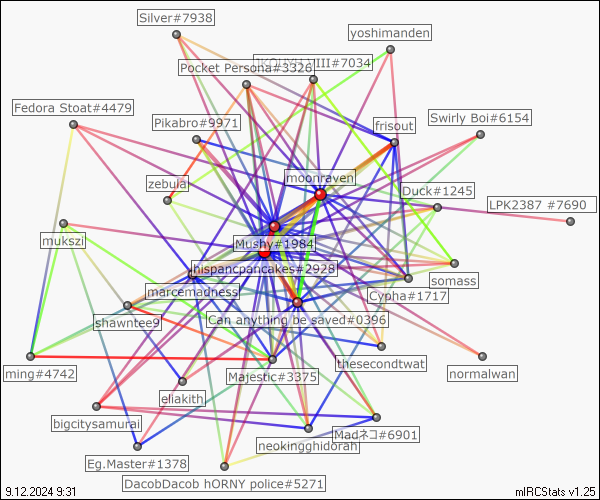 Silver#7938
yoshimanden
VIII#7034
Pocket Persona#3326
Fedora Stoat#4479
Pikabro#9971
frisout
Swirly Boi#6154
moonraven
zebula
Duck#1245
LPK2387 #7690
mukszi
Mushy#1984
hispancpancakes#2928
somass
marcemadness
Cypha#1717
shawntee9
Can anything be saved#0396
thesecondtwat
ming#4742
Majestic#3375
normalwan
eliakith
bigcitysamurai
Madネコ#6901
neokingghidorah
Eg.Master#1378
DacobDacob hORNY police#5271
9.12.2024 9:31
mIRCStats v1.25